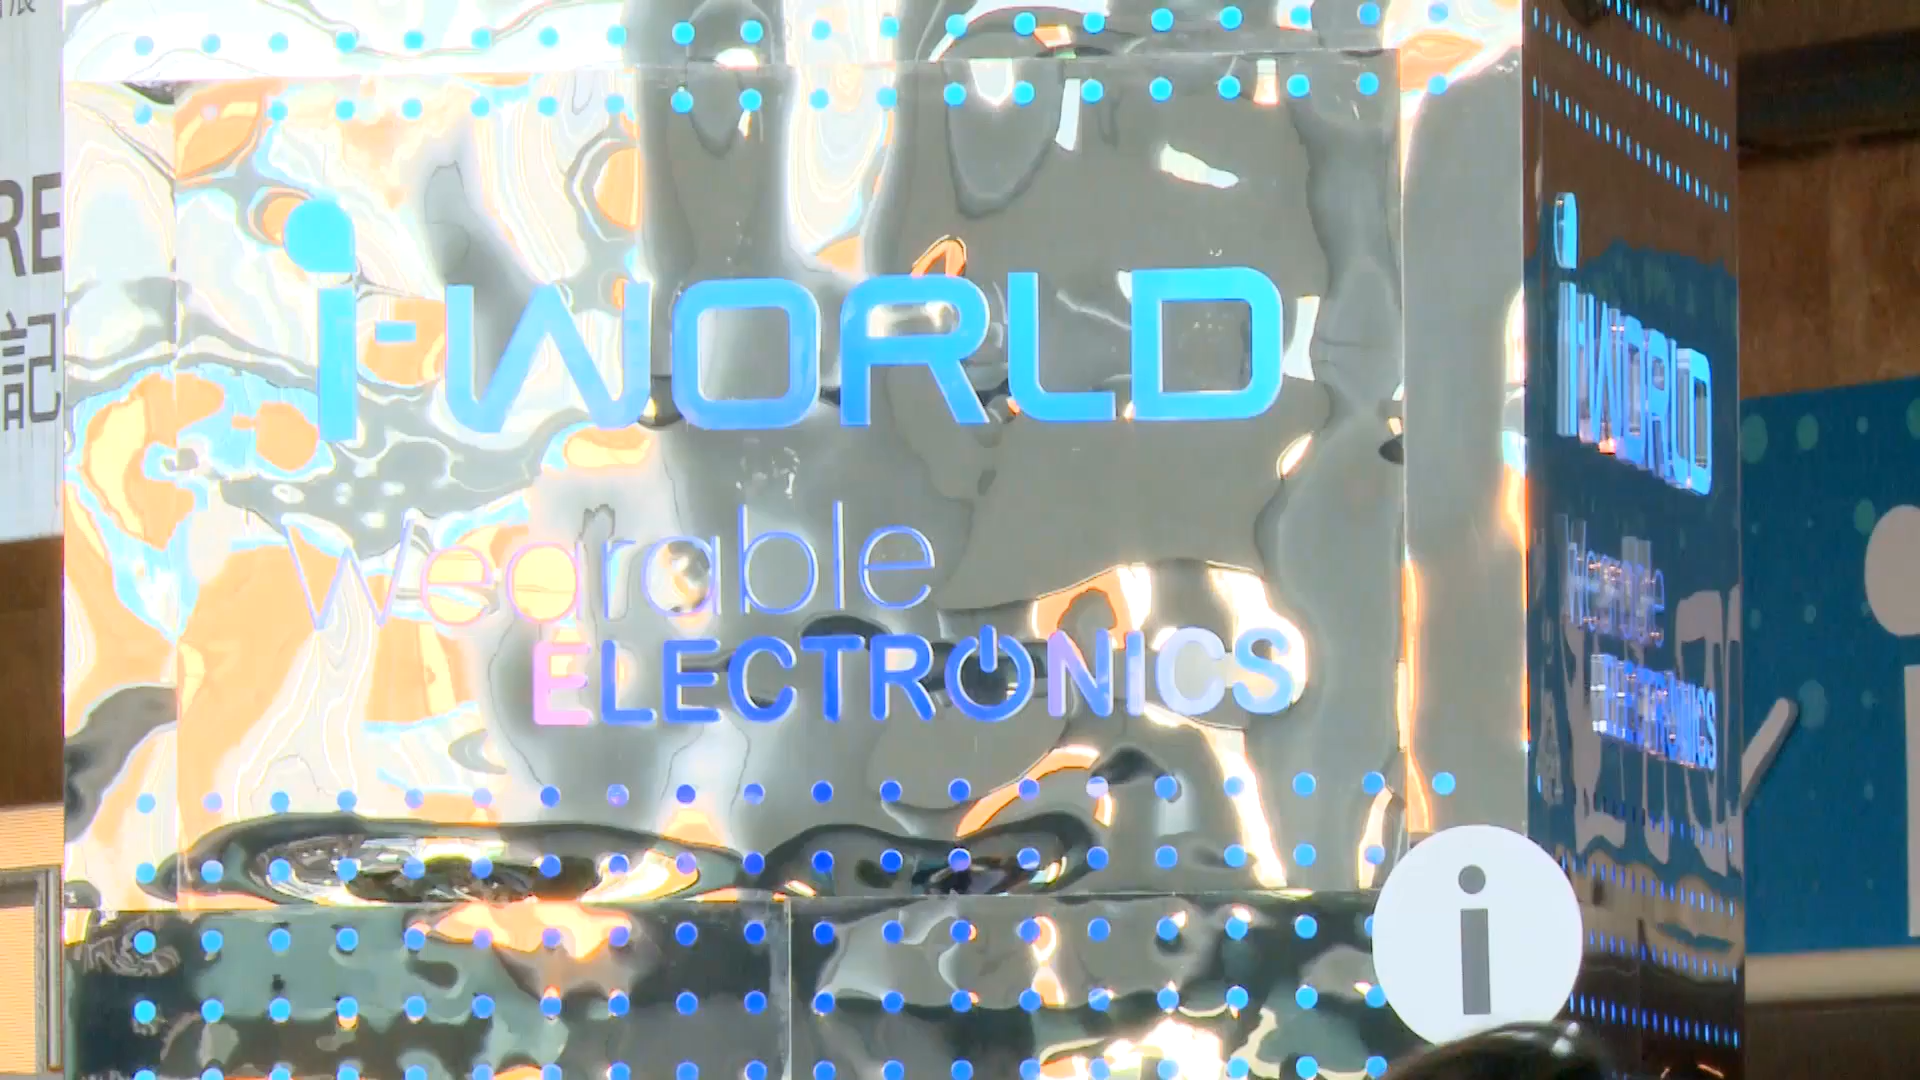 i-WORLD
Wearable
ELECTRONICS
i
RE
記
i-WORLD
Wearable
ELECTRONICS